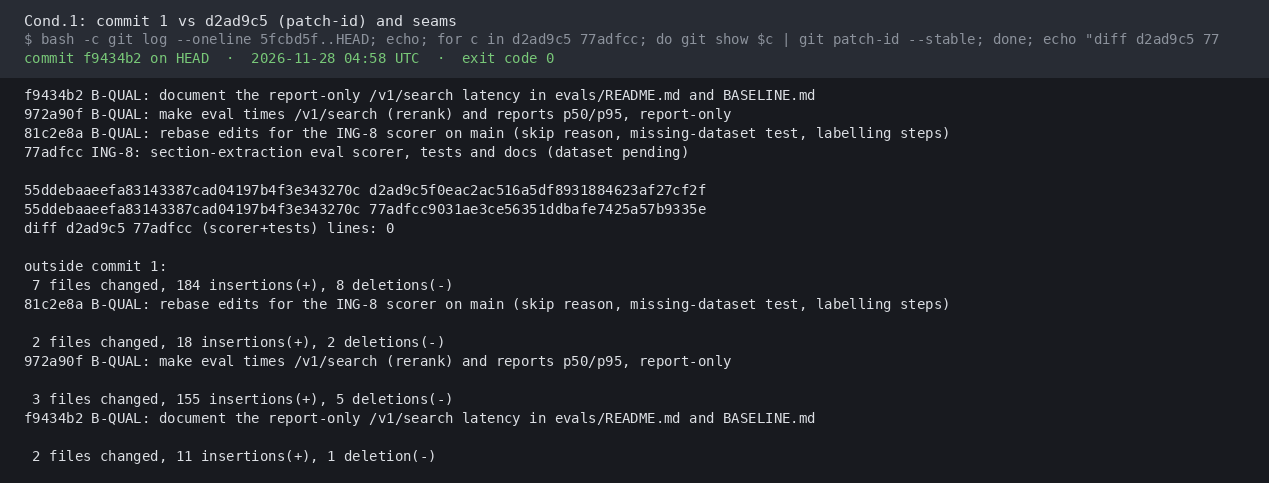 Cond.1: commit 1 vs d2ad9c5 (patch-id) and seams
$ bash -c git log --oneline 5fcbd5f..HEAD; echo; for c in d2ad9c5 77adfcc; do git show $c | git patch-id --stable; done; echo "diff d2ad9c5 77
commit f9434b2 on HEAD · 2026-11-28 04:58 UTC · exit code 0
f9434b2 B-QUAL: document the report-only /v1/search latency in evals/README.md and BASELINE.md
972a90f B-QUAL: make eval times /v1/search (rerank) and reports p50/p95, report-only
81c2e8a B-QUAL: rebase edits for the ING-8 scorer on main (skip reason, missing-dataset test, labelling steps)
77adfcc ING-8: section-extraction eval scorer, tests and docs (dataset pending)
55ddebaaeefa83143387cad04197b4f3e343270c d2ad9c5f0eac2ac516a5df8931884623af27cf2f
55ddebaaeefa83143387cad04197b4f3e343270c 77adfcc9031ae3ce56351ddbafe7425a57b9335e
diff d2ad9c5 77adfcc (scorer+tests) lines: 0
outside commit 1:
7 files changed, 184 insertions(+), 8 deletions(-)
81c2e8a B-QUAL: rebase edits for the ING-8 scorer on main (skip reason, missing-dataset test, labelling steps)
2 files changed, 18 insertions(+), 2 deletions(-)
972a90f B-QUAL: make eval times /v1/search (rerank) and reports p50/p95, report-only
3 files changed, 155 insertions(+), 5 deletions(-)
f9434b2 B-QUAL: document the report-only /v1/search latency in evals/README.md and BASELINE.md
2 files changed, 11 insertions(+), 1 deletion(-)